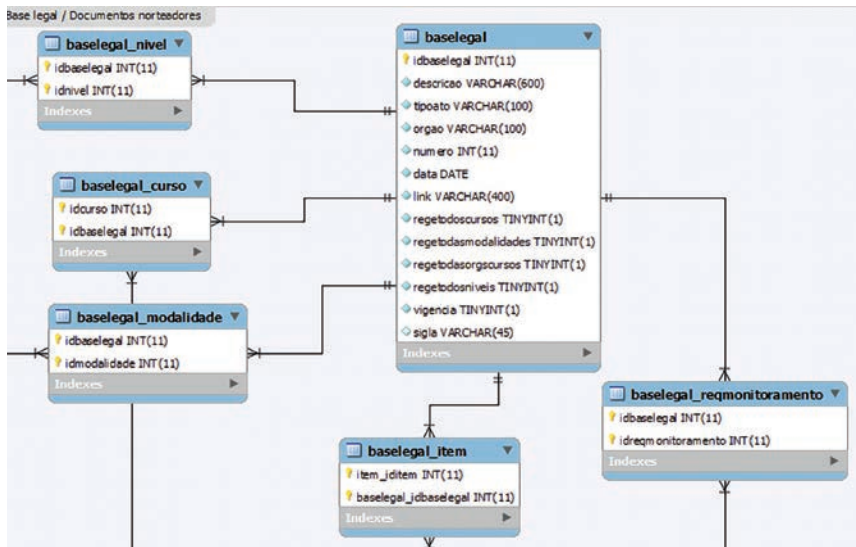 Base legal / Documentos norteadores
baselegal_nivel
idbaselegal INT(11)
idnivel INT(11)
Indexes
baselegal_curso
idcurso INT(11)
idbaselegal INT(11)
Indexes
baselegal_modalidade
idbaselegal INT(11)
idmodalidade INT(11)
Indexes
baselegal
idbaselegal INT(11)
descricao VARCHAR(600)
tipoato VARCHAR(100)
orgao VARCHAR(100)
numero INT(11)
data DATE
link VARCHAR(400)
regetodoscursos TINYINT(1)
regetodasmodalidades TINYINT(1)
regetodasorgscursos TINYINT(1)
regetodosniveis TINYINT(1)
vigencia TINYINT(1)
sigla VARCHAR(45)
Indexes
baselegal_item
item_iditem INT(11)
baselegal_idbaselegal INT(11)
Indexes
baselegal_reqmonitoramento
idbaselegal INT(11)
idreqmonitoramento INT(11)
Indexes